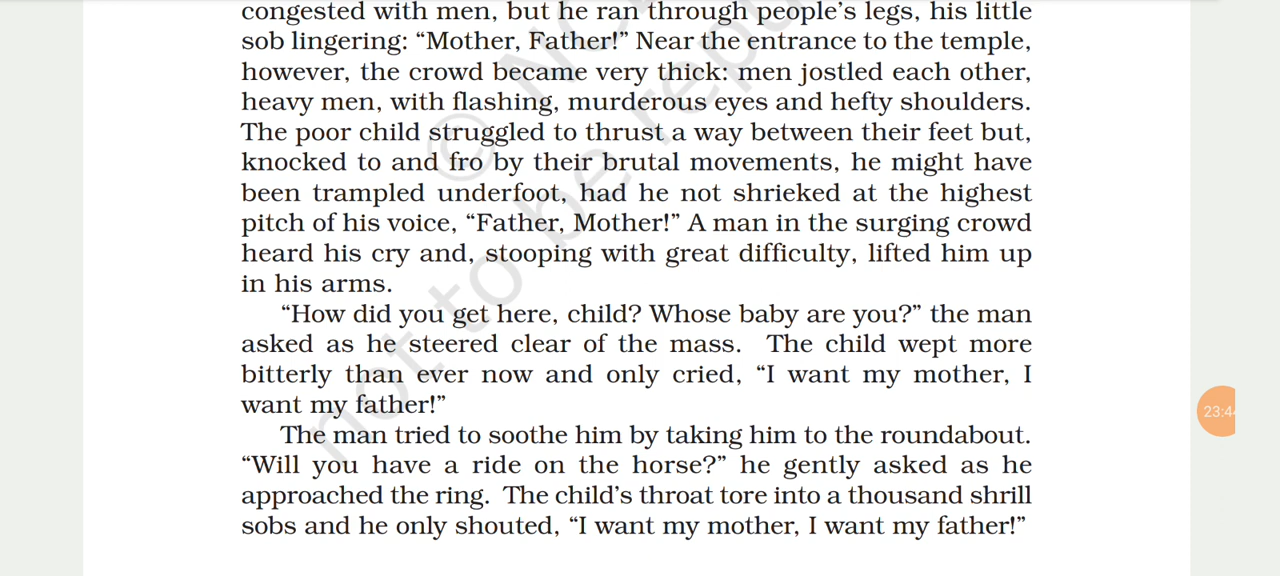 congested with men, but he ran through people’s legs, his little
sob lingering: “Mother, Father!” Near the entrance to the temple,
however, the crowd became very thick: men jostled each other,
heavy men, with flashing, murderous eyes and hefty shoulders.
The poor child struggled to thrust a way between their feet but,
knocked to and fro by their brutal movements, he might have
been trampled underfoot, had he not shrieked at the highest
pitch of his voice, “Father, Mother!” A man in the surging crowd
heard his cry and, stooping with great difficulty, lifted him up
in his arms.
“How did you get here, child? Whose baby are you?” the man
asked as he steered clear of the mass. The child wept more
bitterly than ever now and only cried, “I want my mother, I
want my father!”
The man tried to soothe him by taking him to the roundabout.
“Will you have a ride on the horse?” he gently asked as he
approached the ring. The child’s throat tore into a thousand shrill
sobs and he only shouted, “I want my mother, I want my father!”
©
not to be
23:4